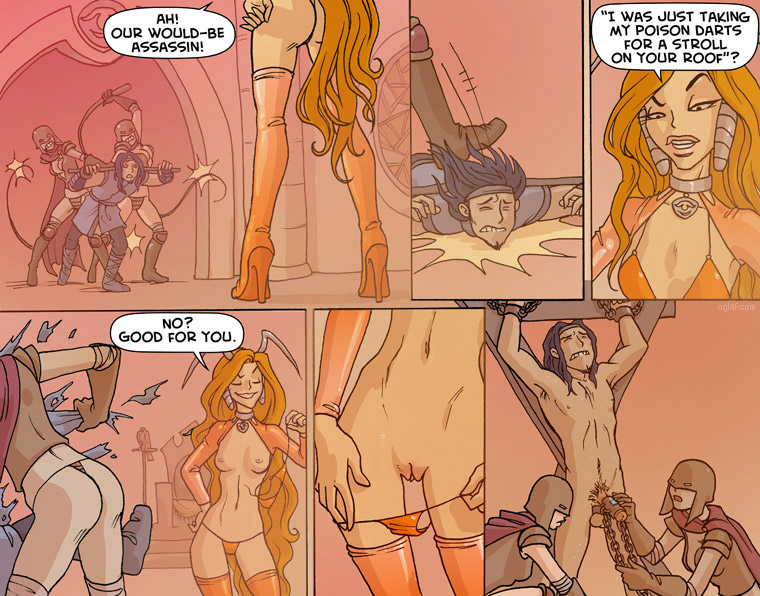 AH!
OUR WOULD-BE
ASSASSIN!
"I WAS JUST TAKING
MY POISON DARTS
FOR A STROLL
ON YOUR ROOF"?
oglaf.com
NO?
GOOD FOR YOU.